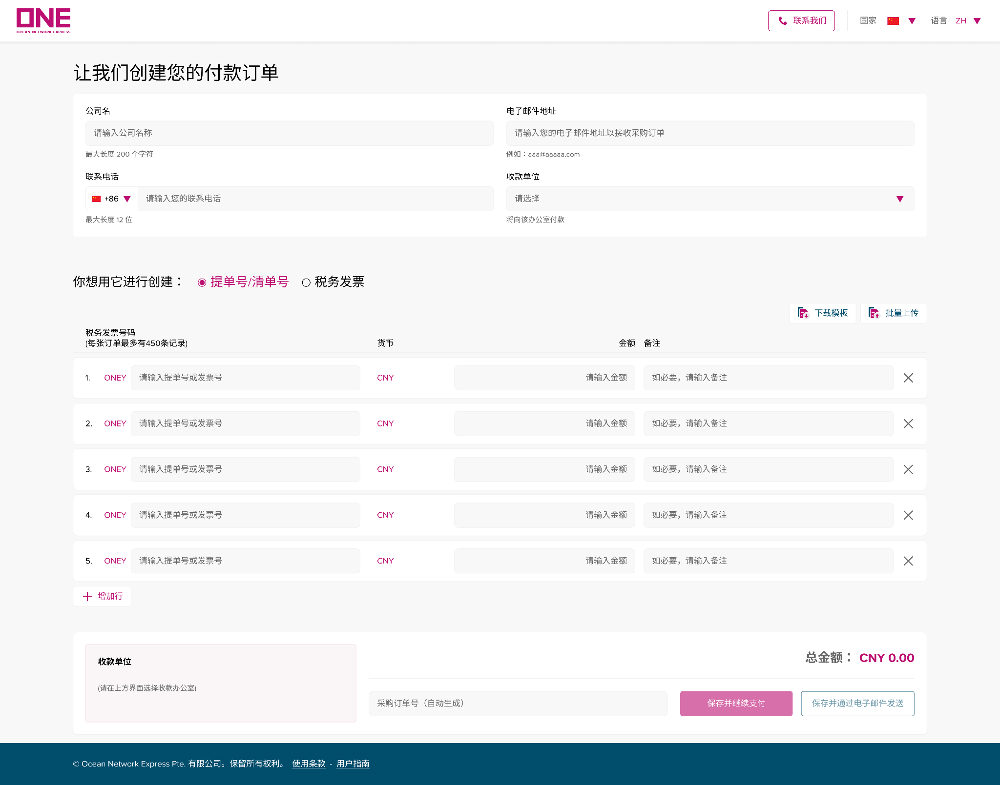 ONE
OCEAN NETWORK EXPRESS
联系我们
国家
语言 ZH
让我们创建您的付款订单
公司名
请输入公司名称
最大长度 200 个字符
电子邮件地址
请输入您的电子邮件地址以接收采购订单
例如：aaa@aaaaa.com
联系电话
+86 请输入您的联系电话
最大长度 12 位
收款单位
请选择
将向该办公室付款
你想用它进行创建： 提单号/清单号 税务发票
下载模板 批量上传
税务发票号码
(每张订单最多有450条记录) 货币 金额 备注
1. ONEY 请输入提单号或发票号 CNY 请输入金额 如必要，请输入备注
2. ONEY 请输入提单号或发票号 CNY 请输入金额 如必要，请输入备注
3. ONEY 请输入提单号或发票号 CNY 请输入金额 如必要，请输入备注
4. ONEY 请输入提单号或发票号 CNY 请输入金额 如必要，请输入备注
5. ONEY 请输入提单号或发票号 CNY 请输入金额 如必要，请输入备注
增加行
收款单位
(请在上方界面选择收款办公室)
总金额： CNY 0.00
采购订单号（自动生成） 保存并继续支付 保存并通过电子邮件发送
© Ocean Network Express Pte. 有限公司。保留所有权利。 使用条款 - 用户指南